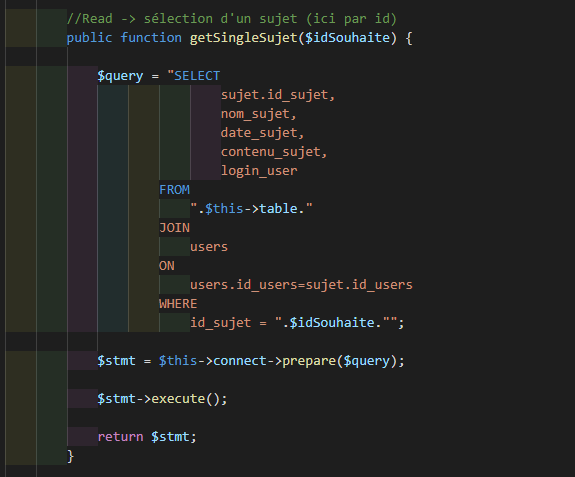 //Read -> sélection d'un sujet (ici par id)
public function getSingleSujet($idSouhaite) {
$query = "SELECT
sujet.id_sujet,
nom_sujet,
date_sujet,
contenu_sujet,
login_user
FROM
".$this->table."
JOIN
users
ON
users.id_users=sujet.id_users
WHERE
id_sujet = ".$idSouhaite."";
$stmt = $this->connect->prepare($query);
$stmt->execute();
return $stmt;
}